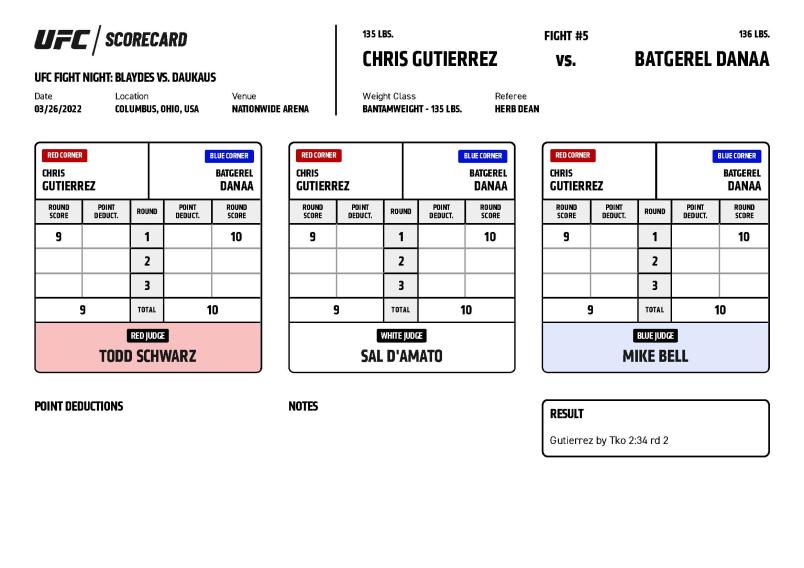 UFC / SCORECARD
UFC FIGHT NIGHT: BLAYDES VS. DAUKAUS
Date Location Venue
03/26/2022 COLUMBUS, OHIO, USA NATIONWIDE ARENA
135 LBS. FIGHT #5 136 LBS.
CHRIS GUTIERREZ VS. BATGEREL DANAA
Weight Class Referee
BANTAMWEIGHT - 135 LBS. HERB DEAN
RED CORNER BLUE CORNER
CHRIS BATGEREL
GUTIERREZ DANAA
ROUND POINT ROUND POINT ROUND
SCORE DEDUCT. DEDUCT. SCORE
9 1 10
2
3
9 TOTAL 10
RED JUDGE
TODD SCHWARZ
RED CORNER BLUE CORNER
CHRIS BATGEREL
GUTIERREZ DANAA
ROUND POINT ROUND POINT ROUND
SCORE DEDUCT. DEDUCT. SCORE
9 1 10
2
3
9 TOTAL 10
WHITE JUDGE
SAL D'AMATO
RED CORNER BLUE CORNER
CHRIS BATGEREL
GUTIERREZ DANAA
ROUND POINT ROUND POINT ROUND
SCORE DEDUCT. DEDUCT. SCORE
9 1 10
2
3
9 TOTAL 10
BLUE JUDGE
MIKE BELL
POINT DEDUCTIONS
NOTES
RESULT
Gutierrez by Tko 2:34 rd 2